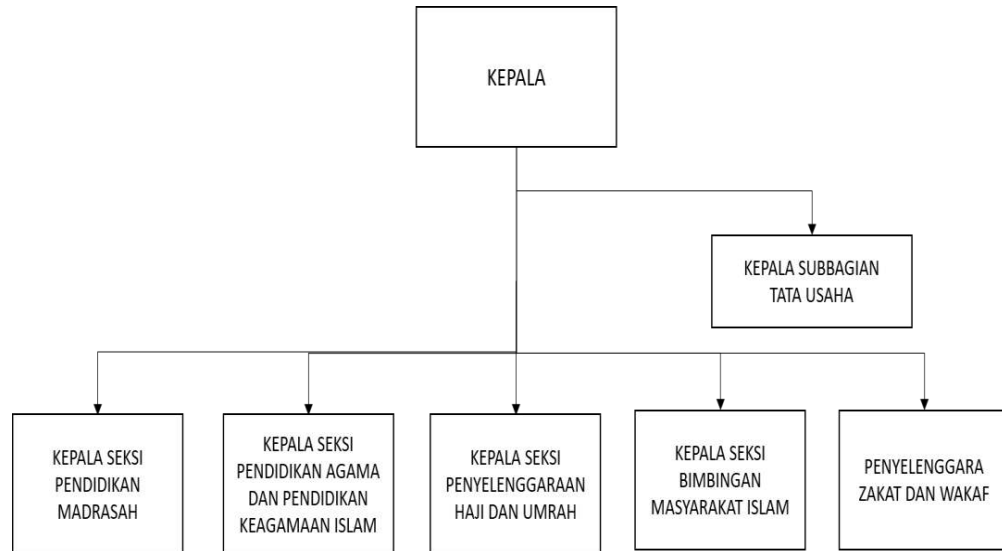 KEPALA
KEPALA SUBBAGIAN
TATA USAHA
KEPALA SEKSI
PENDIDIKAN
MADRASAH
KEPALA SEKSI
PENDIDIKAN AGAMA
DAN PENDIDIKAN
KEAGAMAAN ISLAM
KEPALA SEKSI
PENYELENGGARAAN
HAJI DAN UMRAH
KEPALA SEKSI
BIMBINGAN
MASYARAKAT ISLAM
PENYELENGGARA
ZAKAT DAN WAKAF